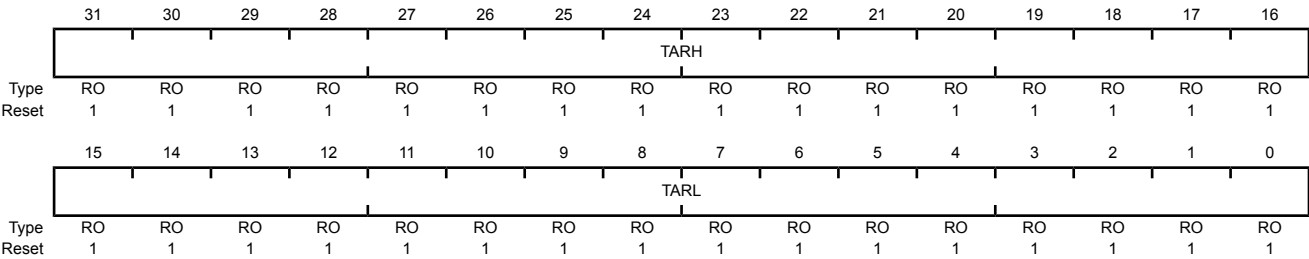 31 30 29 28 27 26 25 24 23 22 21 20 19 18 17 16
TARH
Type RO RO RO RO RO RO RO RO RO RO RO RO RO RO RO RO
Reset 1 1 1 1 1 1 1 1 1 1 1 1 1 1 1 1
15 14 13 12 11 10 9 8 7 6 5 4 3 2 1 0
TARL
Type RO RO RO RO RO RO RO RO RO RO RO RO RO RO RO RO
Reset 1 1 1 1 1 1 1 1 1 1 1 1 1 1 1 1